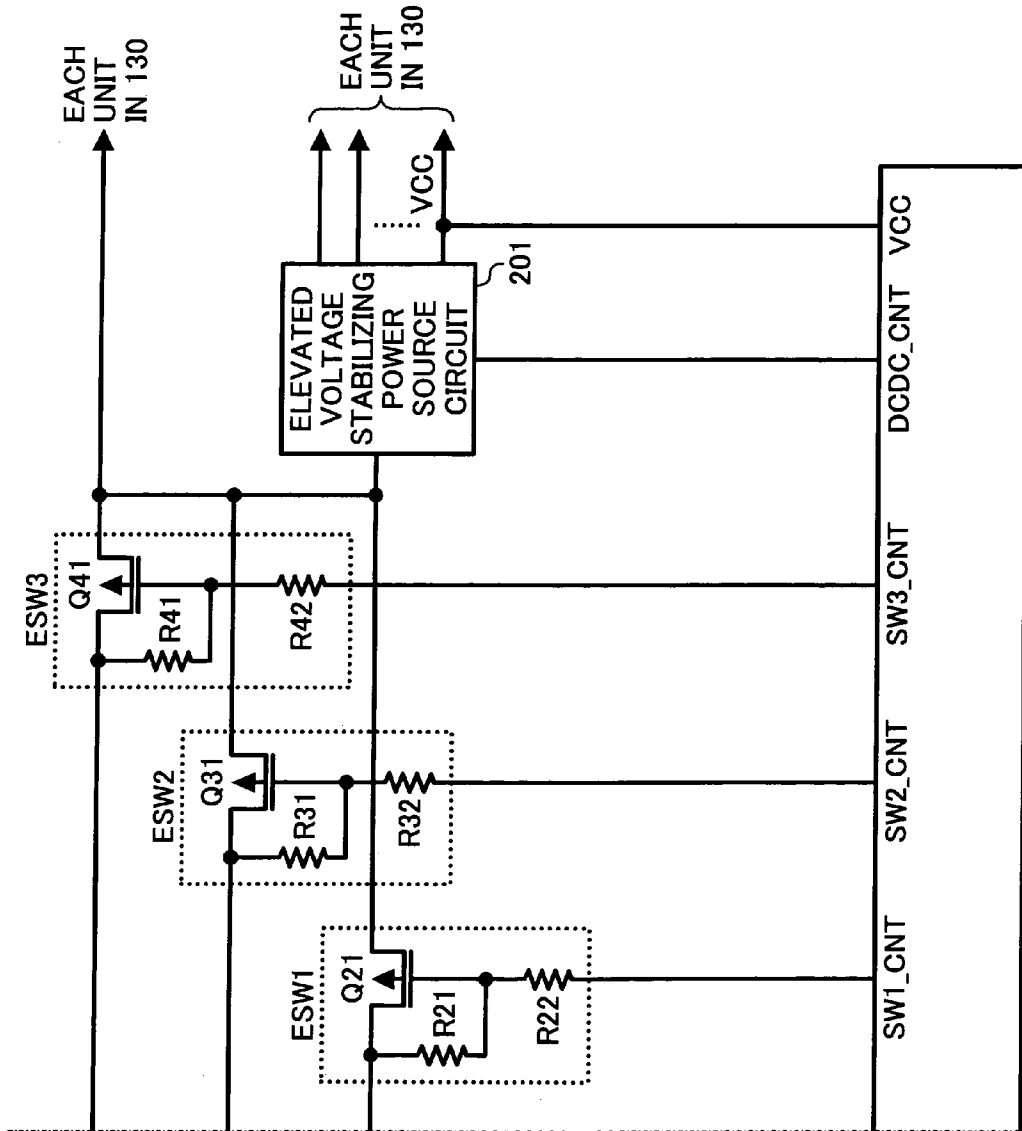 EACH
UNIT
IN 130
EACH
UNIT
IN 130
VCC
ELEVATED
VOLTAGE
STABILIZING
POWER
SOURCE
CIRCUIT
201
ESW3
Q41
R41
R42
ESW2
Q31
R31
R32
ESW1
Q21
R21
R22
SW1_CNT
SW2_CNT
SW3_CNT
DCDC_CNT
VCC